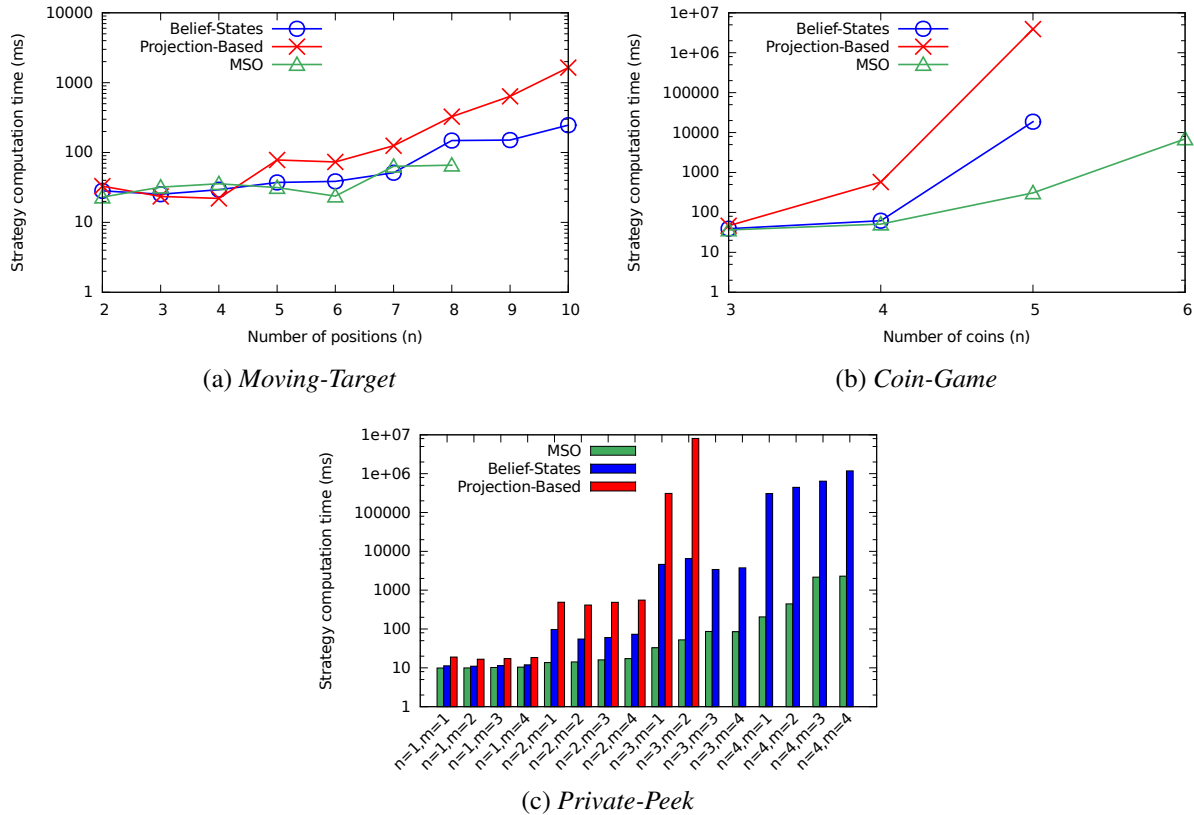 10000
1000
100
10
1
Strategy computation time (ms)
Belief-States
Projection-Based
MSO
2 3 4 5 6 7 8 9 10
Number of positions (n)
(a) Moving-Target
1e+07
1e+06
100000
10000
1000
100
10
1
Strategy computation time (ms)
Belief-States
Projection-Based
MSO
3 4 5 6
Number of coins (n)
(b) Coin-Game
1e+07
1e+06
100000
10000
1000
100
10
1
Strategy computation time (ms)
MSO
Belief-States
Projection-Based
n=1,m=1
n=1,m=2
n=1,m=3
n=1,m=4
n=2,m=1
n=2,m=2
n=2,m=3
n=2,m=4
n=3,m=1
n=3,m=2
n=3,m=3
n=3,m=4
n=4,m=1
n=4,m=2
n=4,m=3
n=4,m=4
(c) Private-Peek